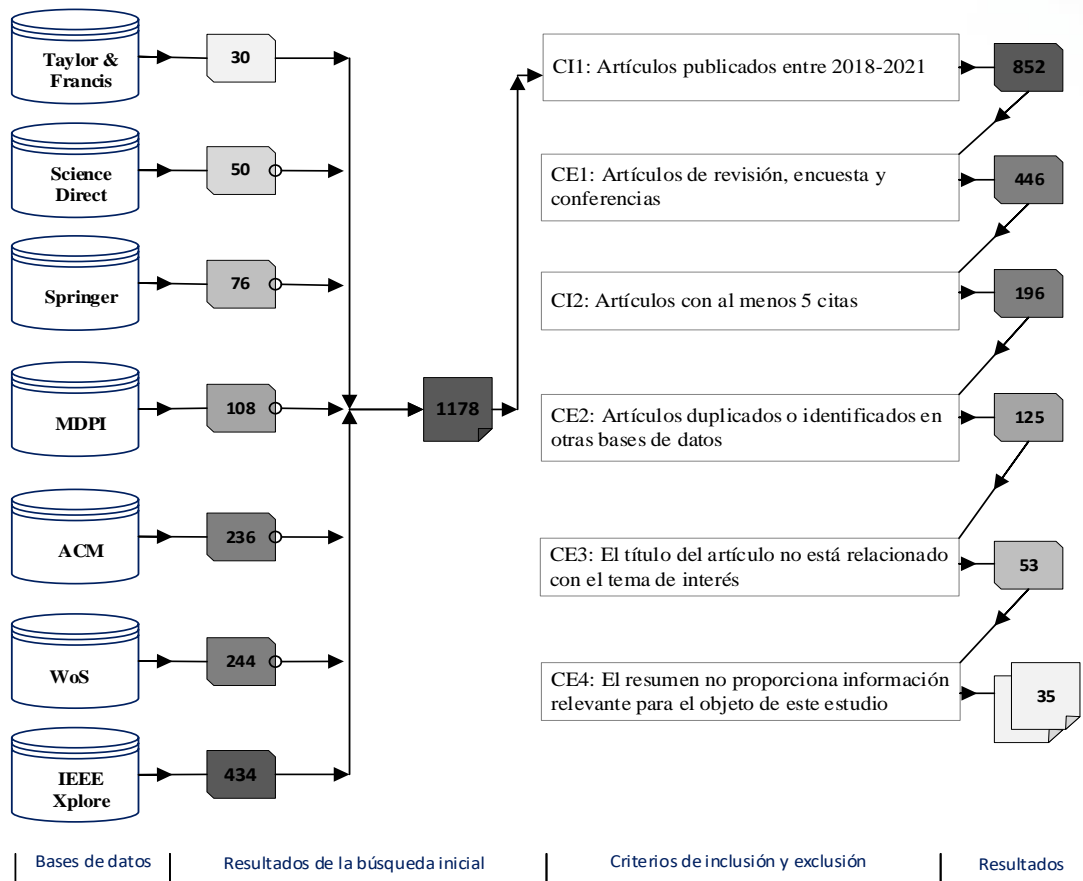 Taylor &
Francis
30
Science
Direct
50
Springer
76
MDPI
108
ACM
236
WoS
244
IEEE
Xplore
434
1178
CI1: Artículos publicados entre 2018-2021
852
CE1: Artículos de revisión, encuesta y
conferencias
446
CI2: Artículos con al menos 5 citas
196
CE2: Artículos duplicados o identificados en
otras bases de datos
125
CE3: El título del artículo no está relacionado
con el tema de interés
53
CE4: El resumen no proporciona información
relevante para el objeto de este estudio
35
Bases de datos
Resultados de la búsqueda inicial
Criterios de inclusión y exclusión
Resultados